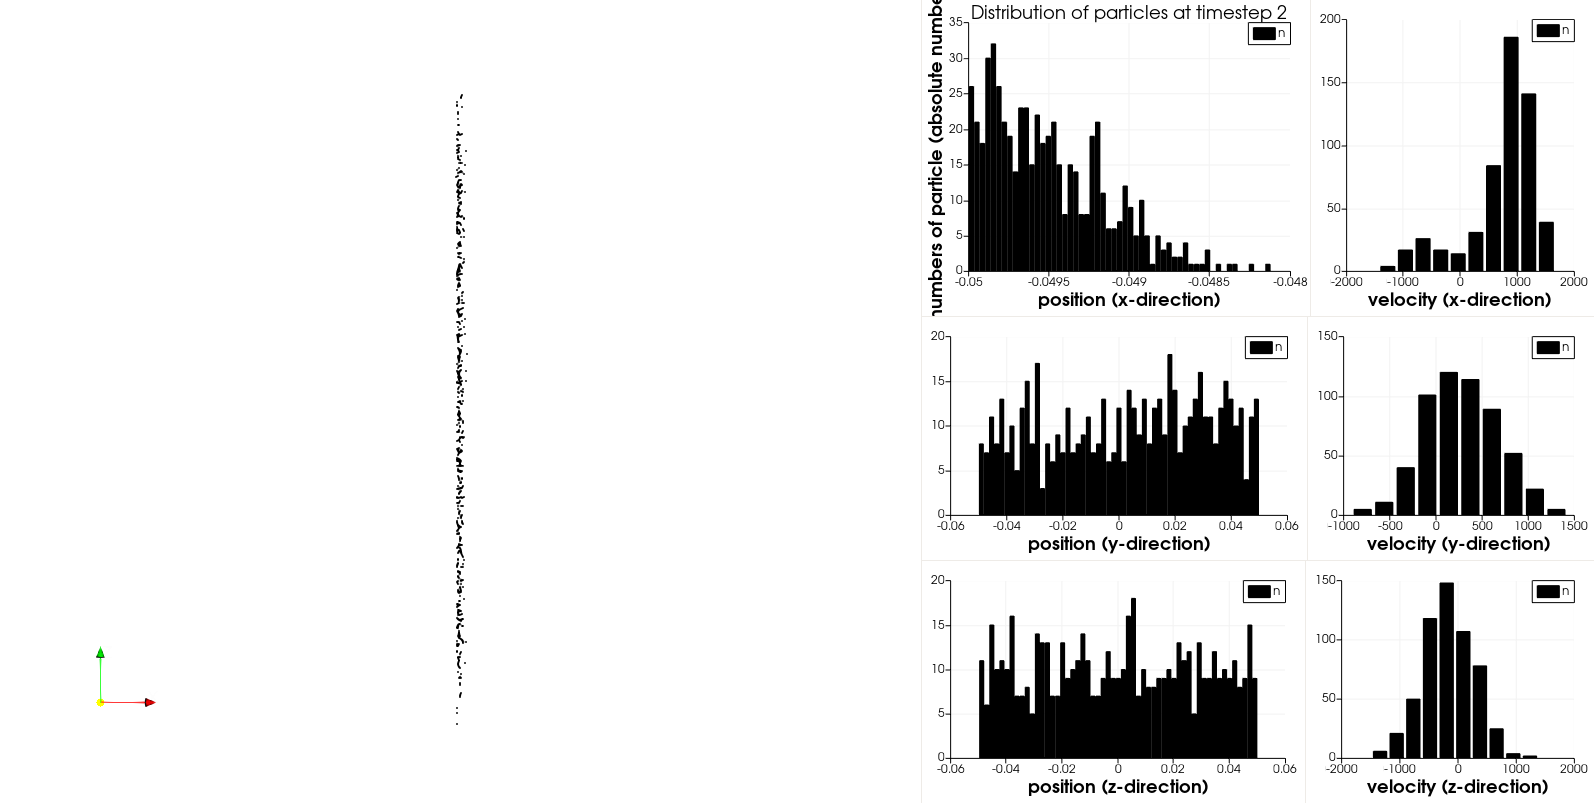 Distribution of particles at timestep 2
numbers of particle (absolute numbe
35
30
25
20
15
10
5
0
n
-0.05 -0.0495 -0.049 -0.0485 -0.048
position (x-direction)
200
150
100
50
0
n
-2000 -1000 0 1000 2000
velocity (x-direction)
20
15
10
5
0
n
-0.06 -0.04 -0.02 0 0.02 0.04 0.06
position (y-direction)
150
100
50
0
n
-1000 -500 0 500 1000 1500
velocity (y-direction)
20
15
10
5
0
n
-0.06 -0.04 -0.02 0 0.02 0.04 0.06
position (z-direction)
150
100
50
0
n
-2000 -1000 0 1000 2000
velocity (z-direction)